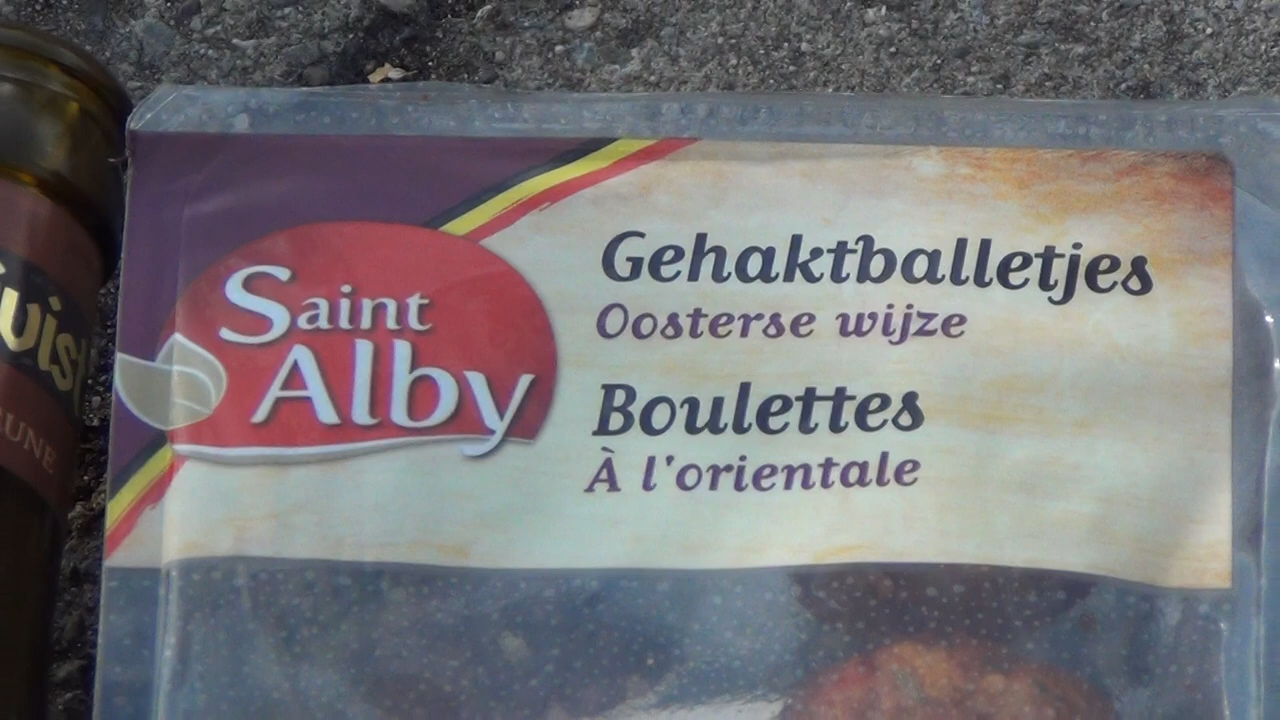 Saint
Alby
Gehaktballetjes
Oosterse wijze
Boulettes
À l'orientale